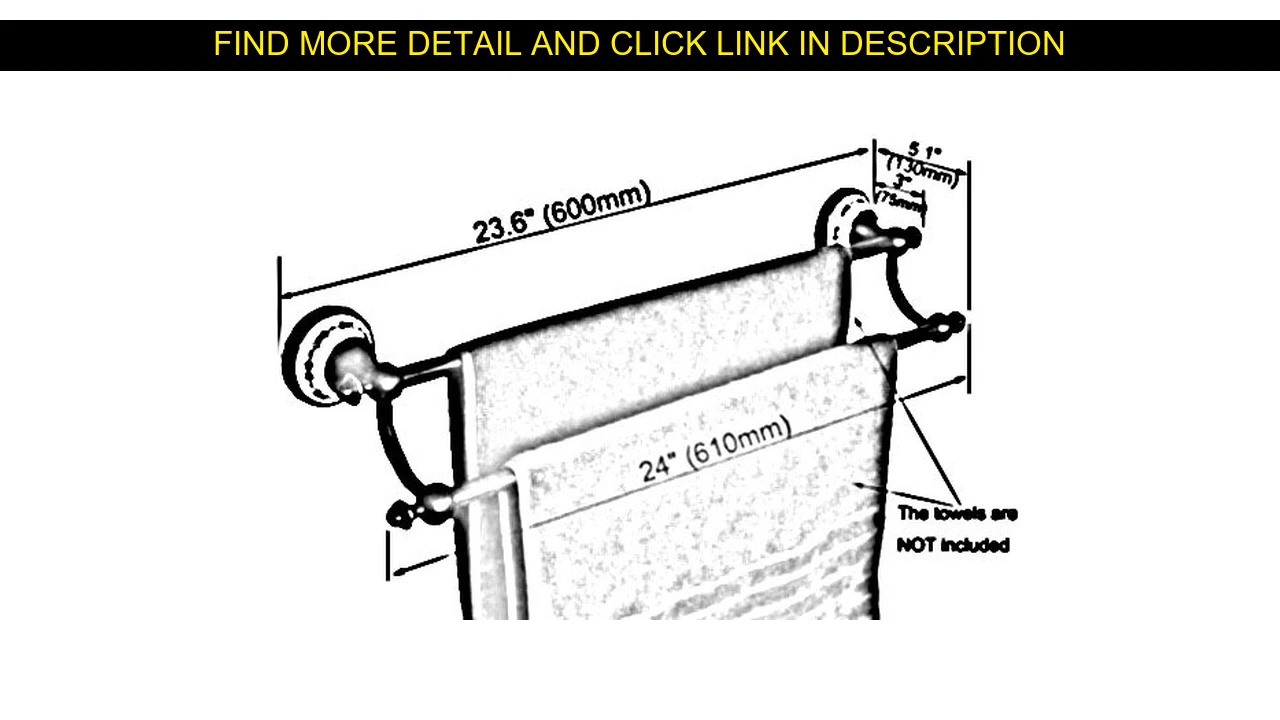 FIND MORE DETAIL AND CLICK LINK IN DESCRIPTION
5.1"
(130mm)
3"
(75mm)
23.6" (600mm)
24" (610mm)
The towels are
NOT included